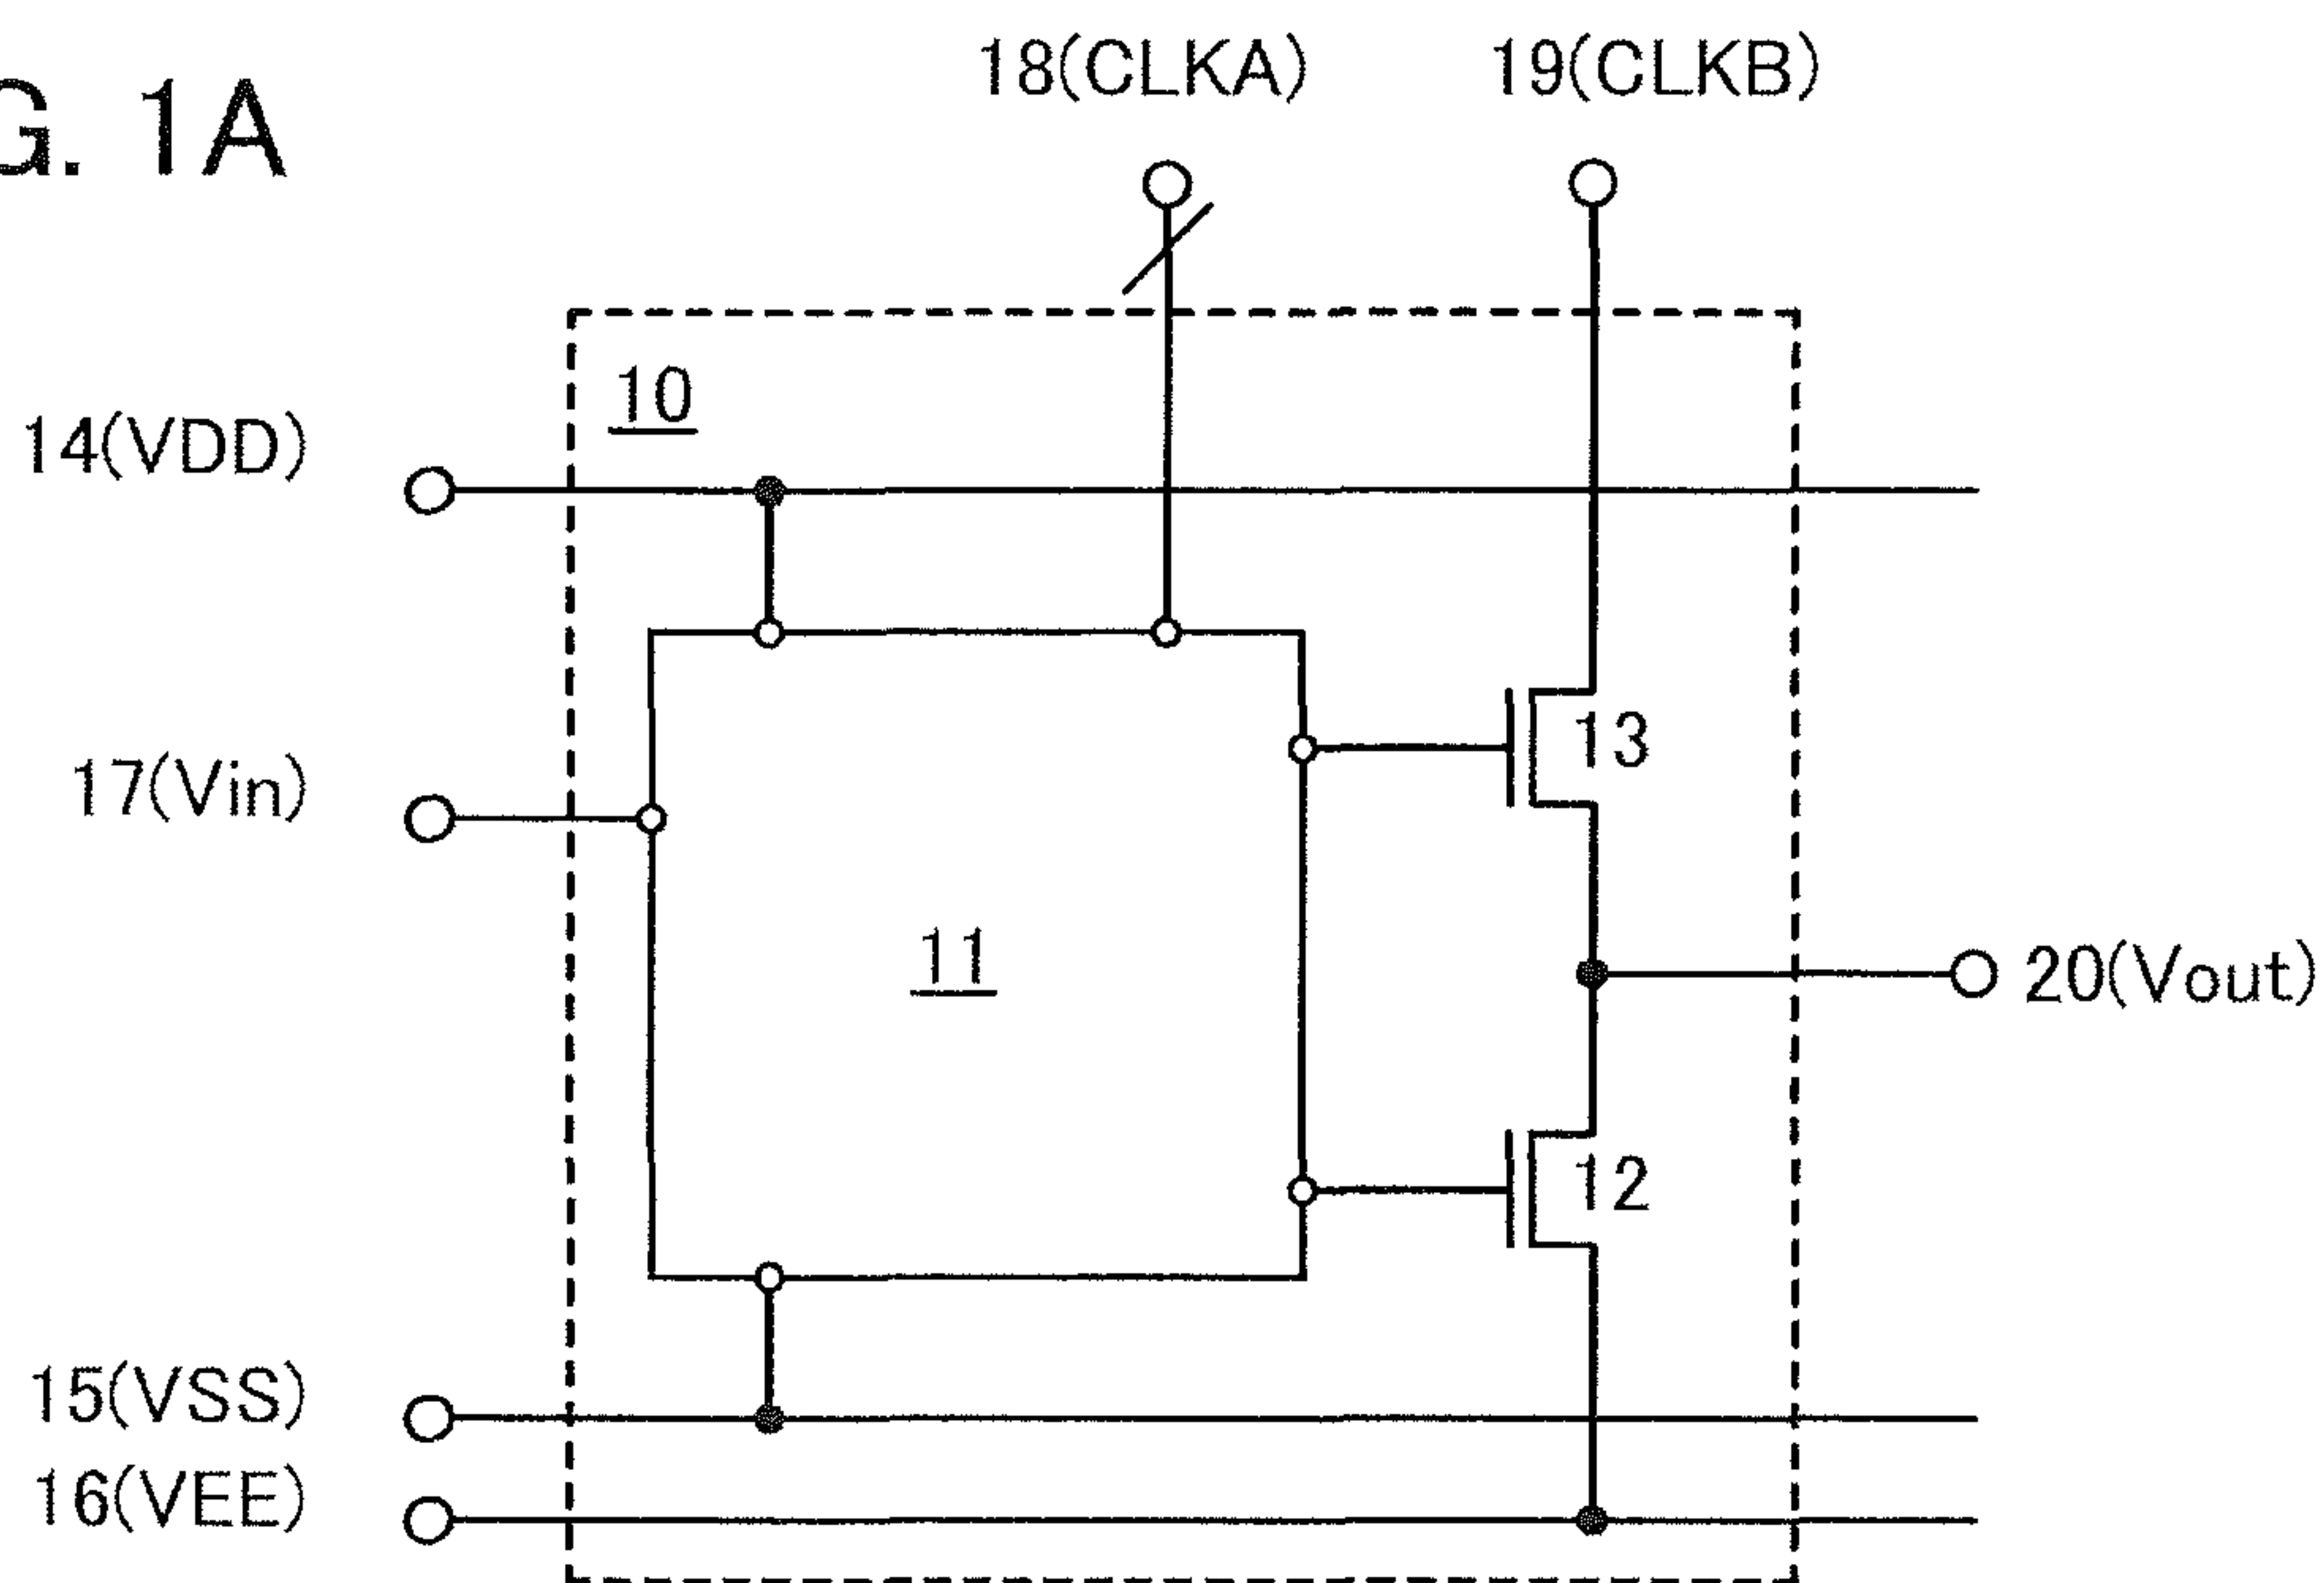 G. 1A
18(CLKA)
19(CLKB)
10
14(VDD)
13
17(Vin)
11
20(Vout)
12
15(VSS)
16(VEE)